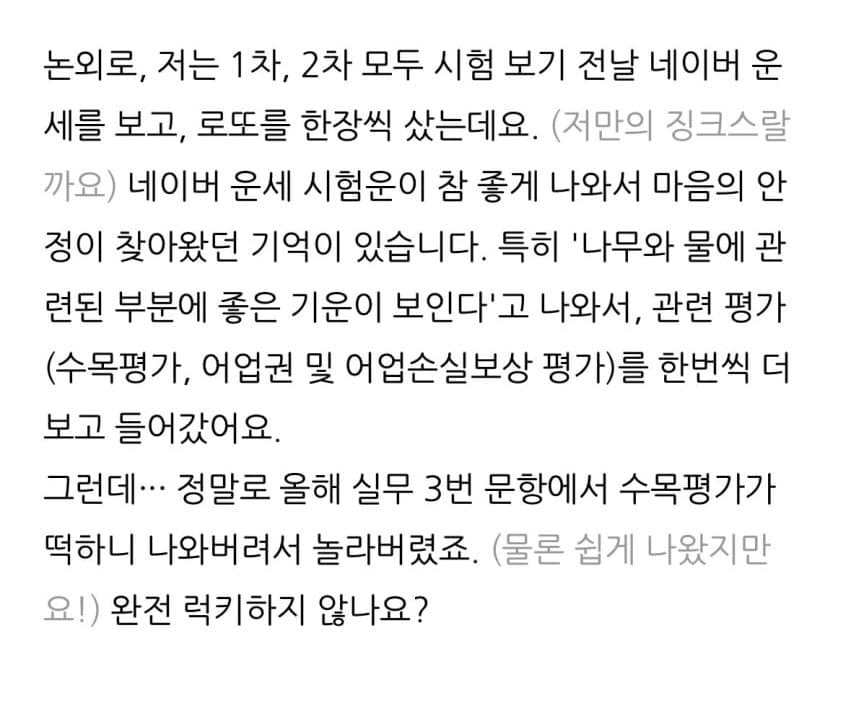 논외로, 저는 1차, 2차 모두 시험 보기 전날 네이버 운
세를 보고, 로또를 한장씩 샀는데요. (저만의 징크스랄
까요) 네이버 운세 시험운이 참 좋게 나와서 마음의 안
정이 찾아왔던 기억이 있습니다. 특히 '나무와 물에 관
련된 부분에 좋은 기운이 보인다'고 나와서, 관련 평가
(수목평가, 어업권 및 어업손실보상 평가)를 한번씩 더
보고 들어갔어요.
그런데… 정말로 올해 실무 3번 문항에서 수목평가가
떡하니 나와버려서 놀라버렸죠. (물론 쉽게 나왔지만
요!) 완전 럭키하지 않나요?